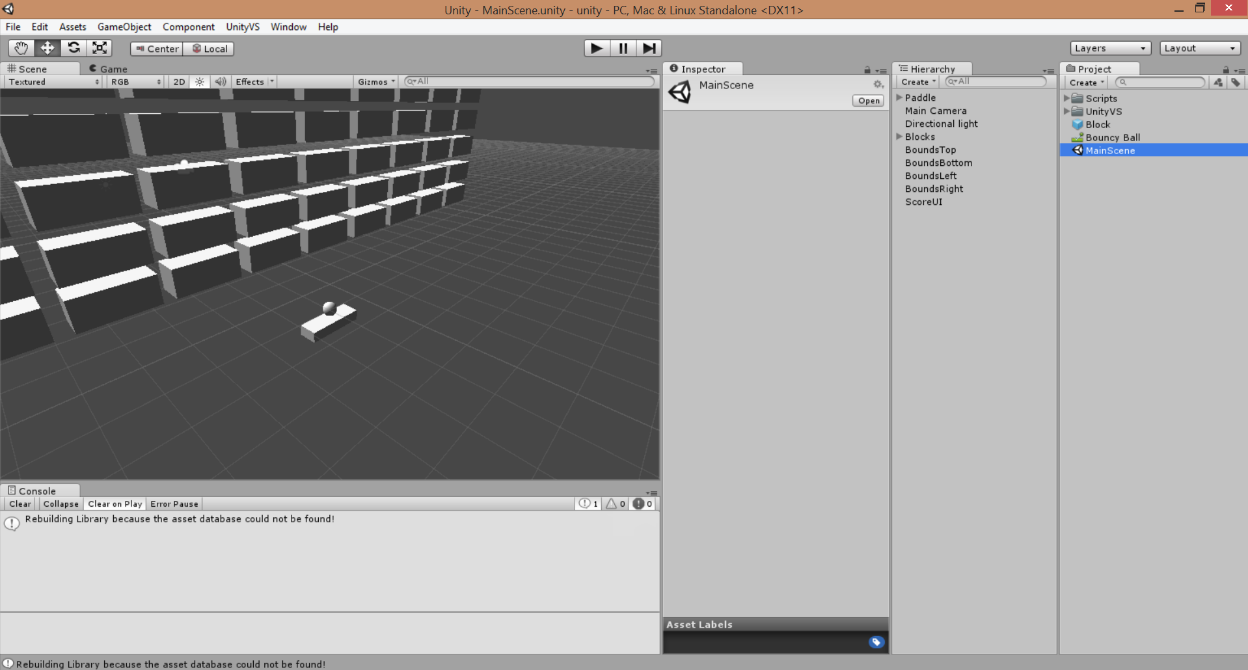 Unity - MainScene.unity - unity - PC, Mac & Linux Standalone <DX11>
File Edit Assets GameObject Component UnityVS Window Help
Center Local Layers Layout
Scene Game
Textured RGB 2D Effects Gizmos All
Inspector
MainScene
Open
Asset Labels
Hierarchy
Create All
Paddle
Main Camera
Directional light
Blocks
BoundsTop
BoundsBottom
BoundsLeft
BoundsRight
ScoreUI
Project
Create
Scripts
UnityVS
Block
Bouncy Ball
MainScene
Console
Clear Collapse Clear on Play Error Pause 1 0 0
Rebuilding Library because the asset database could not be found!
Rebuilding Library because the asset database could not be found!